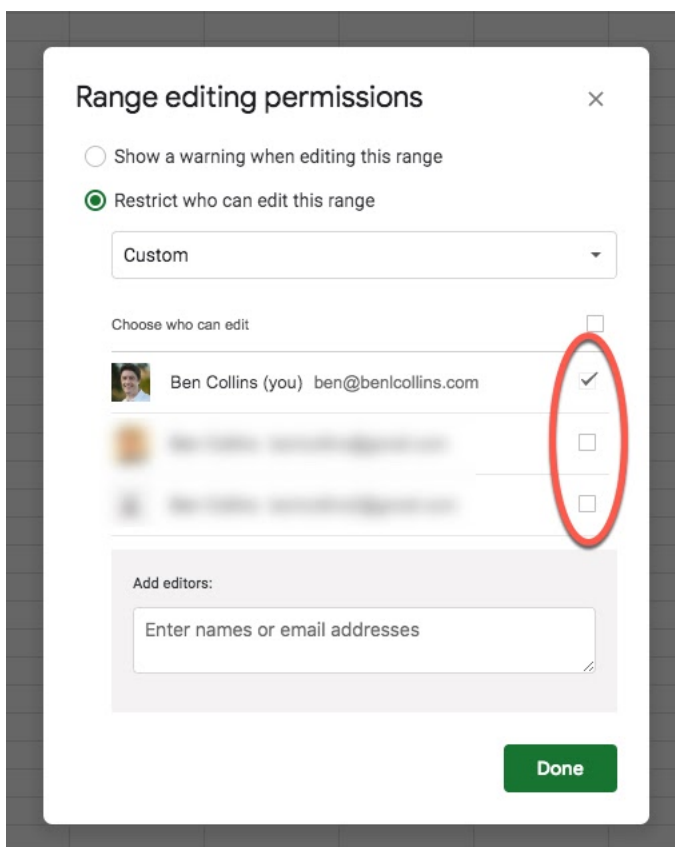 Range editing permissions
Show a warning when editing this range
Restrict who can edit this range
Custom
Choose who can edit
Ben Collins (you) ben@benlcollins.com
Add editors:
Enter names or email addresses
Done